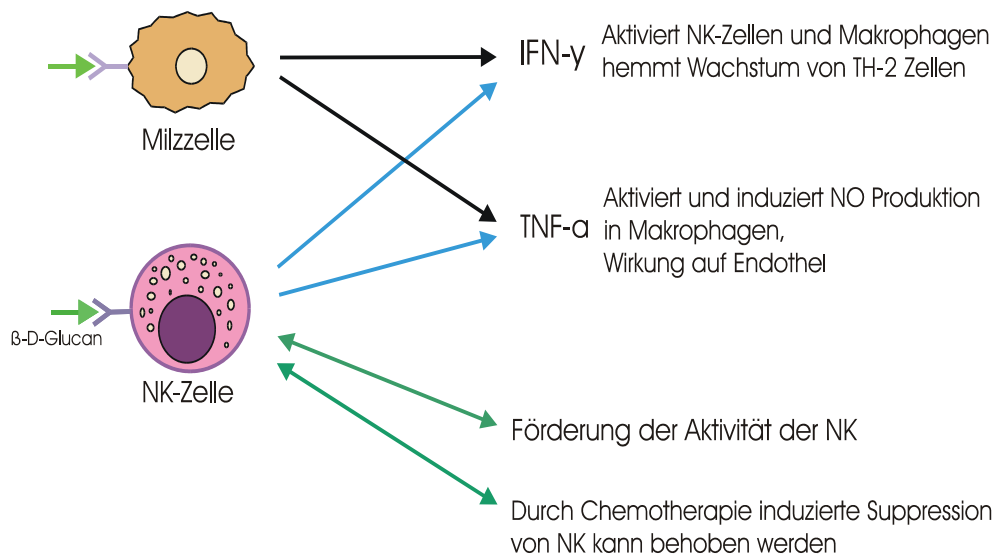 IFN-y
Aktiviert NK-Zellen und Makrophagen
hemmt Wachstum von TH-2 Zellen
Milzzelle
TNF-a
Aktiviert und induziert NO Produktion
in Makrophagen,
Wirkung auf Endothel
ß-D-Glucan
NK-Zelle
Förderung der Aktivität der NK
Durch Chemotherapie induzierte Suppression
von NK kann behoben werden